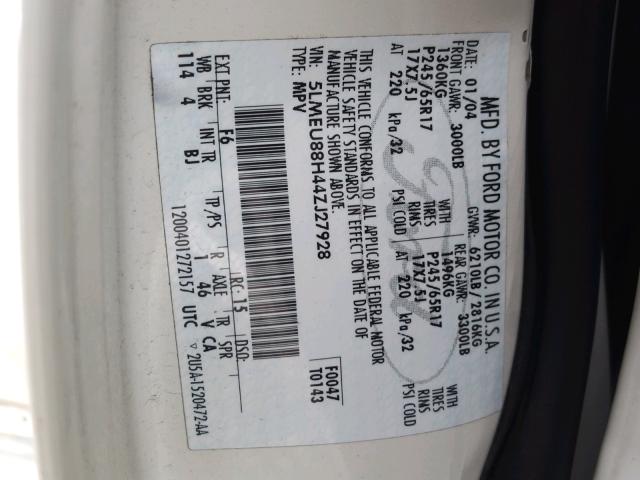 MFD. BY FORD MOTOR CO. IN U.S.A.
DATE: 01/04 GVWR: 6210LB/2816KG
FRONT GAWR: 3000LB REAR GAWR: 3300LB
1360KG WITH 1496KG WITH
P245/65R17 TIRES P245/65R17 TIRES
17X7.5J RIMS 17X7.5J RIMS
AT 220 kPa/32 PSI COLD AT 220 kPa/32 PSI COLD
THIS VEHICLE CONFORMS TO ALL APPLICABLE FEDERAL MOTOR
VEHICLE SAFETY STANDARDS IN EFFECT ON THE DATE OF
MANUFACTURE SHOWN ABOVE.
VIN: 5LMEU88H44ZJ27928 F0047
TYPE: MPV T0143
EXT PNT: F6 RC: 15 DSO:
WB BRK INT TR TP/PS R AXLE TR SPR
114 4 BJ 1 46 V CA
1200401272157 UTC ▽ 2U5A-1520472-AA